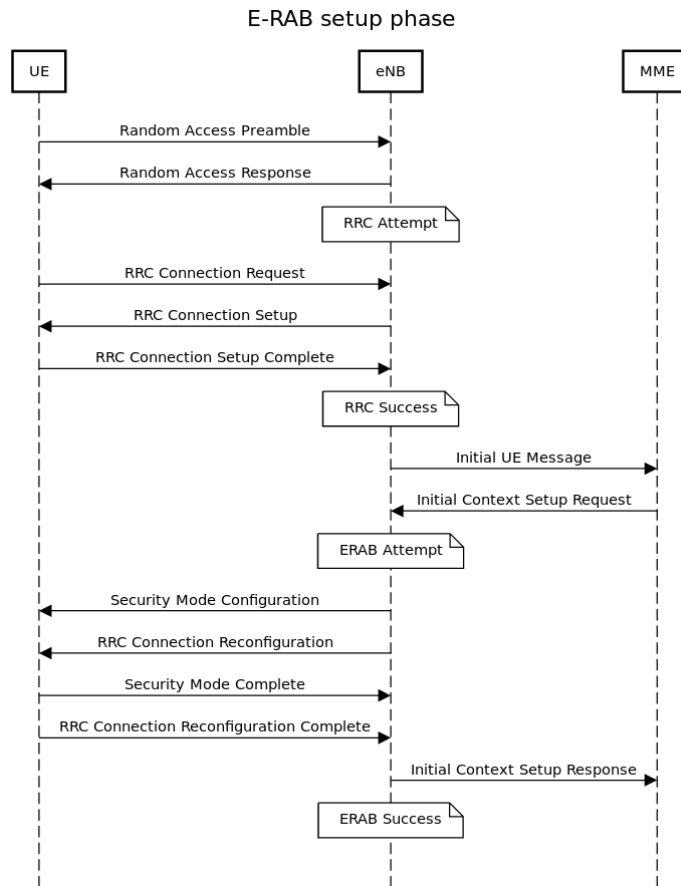 E-RAB setup phase
UE
eNB
MME
Random Access Preamble
Random Access Response
RRC Attempt
RRC Connection Request
RRC Connection Setup
RRC Connection Setup Complete
RRC Success
Initial UE Message
Initial Context Setup Request
ERAB Attempt
Security Mode Configuration
RRC Connection Reconfiguration
Security Mode Complete
RRC Connection Reconfiguration Complete
Initial Context Setup Response
ERAB Success